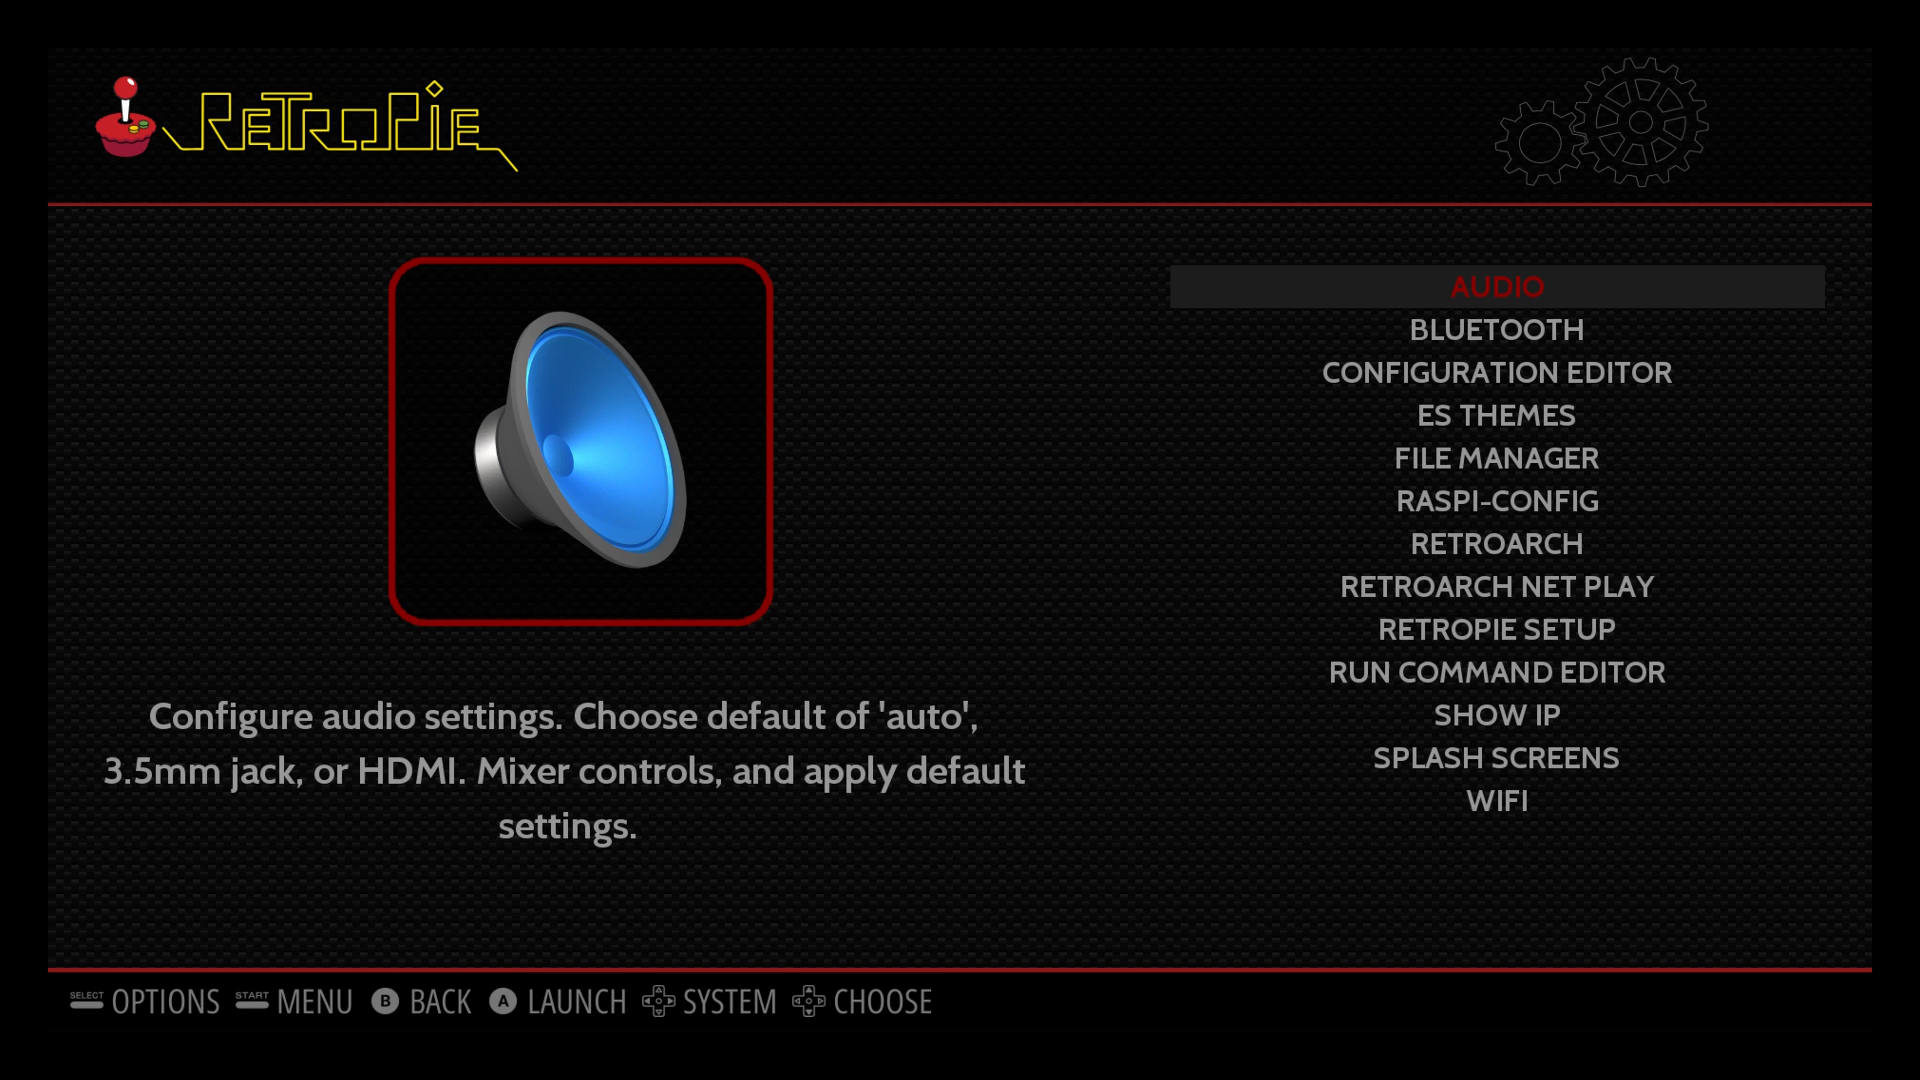 RETROPIE
AUDIO
BLUETOOTH
CONFIGURATION EDITOR
ES THEMES
FILE MANAGER
RASPI-CONFIG
RETROARCH
RETROARCH NET PLAY
RETROPIE SETUP
RUN COMMAND EDITOR
SHOW IP
SPLASH SCREENS
WIFI
Configure audio settings. Choose default of 'auto',
3.5mm jack, or HDMI. Mixer controls, and apply default
settings.
SELECT OPTIONS START MENU B BACK A LAUNCH SYSTEM CHOOSE